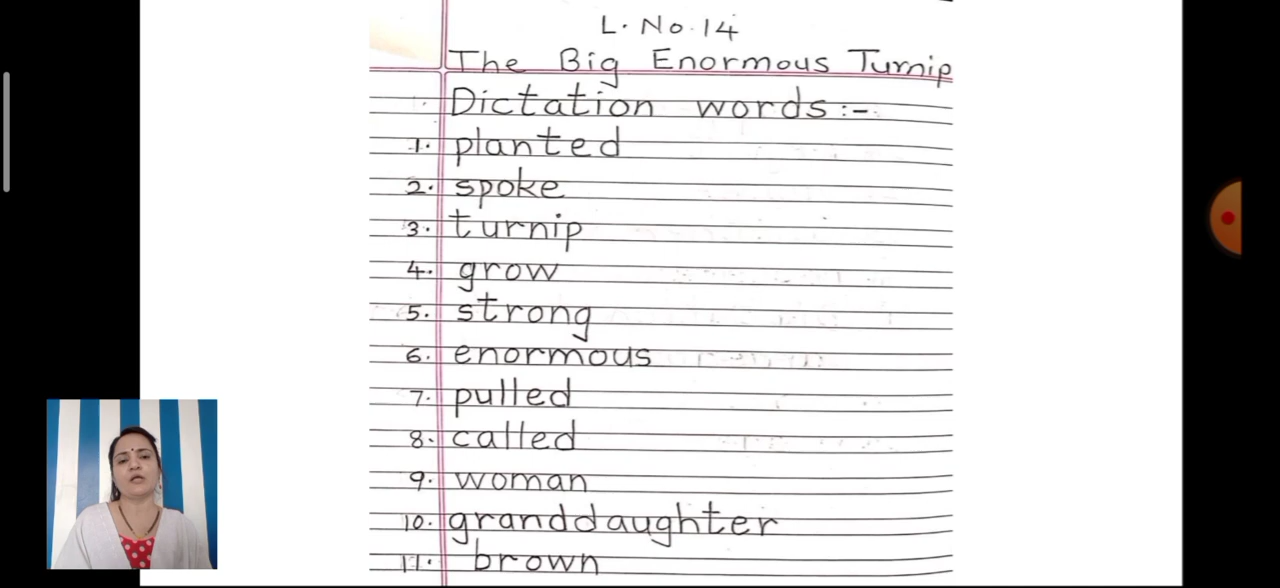 L. No. 14
The Big Enormous Turnip
Dictation words :-
1. planted
2. spoke
3. turnip
4. grow
5. strong
6. enormous
7. pulled
8. called
9. woman
10. granddaughter
11. brown